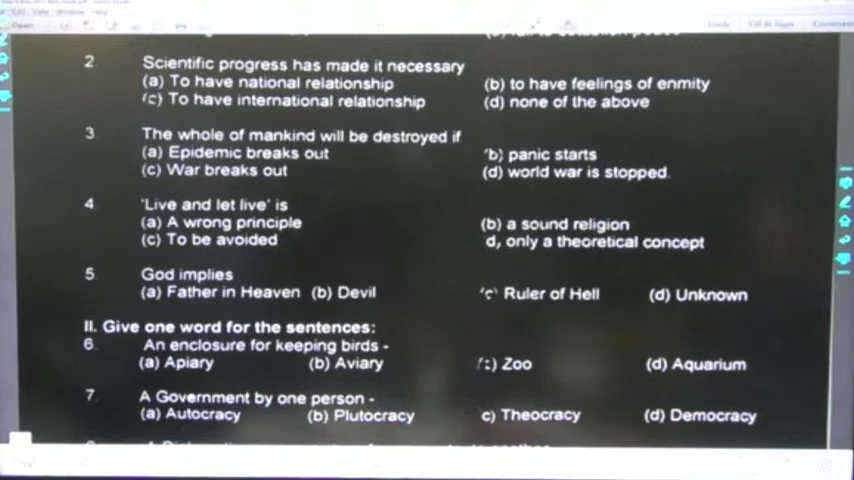 2. Scientific progress has made it necessary
(a) To have national relationship (b) to have feelings of enmity
(c) To have international relationship (d) none of the above
3. The whole of mankind will be destroyed if
(a) Epidemic breaks out (b) panic starts
(c) War breaks out (d) world war is stopped.
4. 'Live and let live' is
(a) A wrong principle (b) a sound religion
(c) To be avoided d, only a theoretical concept
5. God implies
(a) Father in Heaven (b) Devil (c) Ruler of Hell (d) Unknown
II. Give one word for the sentences:
6. An enclosure for keeping birds -
(a) Apiary (b) Aviary (c) Zoo (d) Aquarium
7. A Government by one person -
(a) Autocracy (b) Plutocracy c) Theocracy (d) Democracy